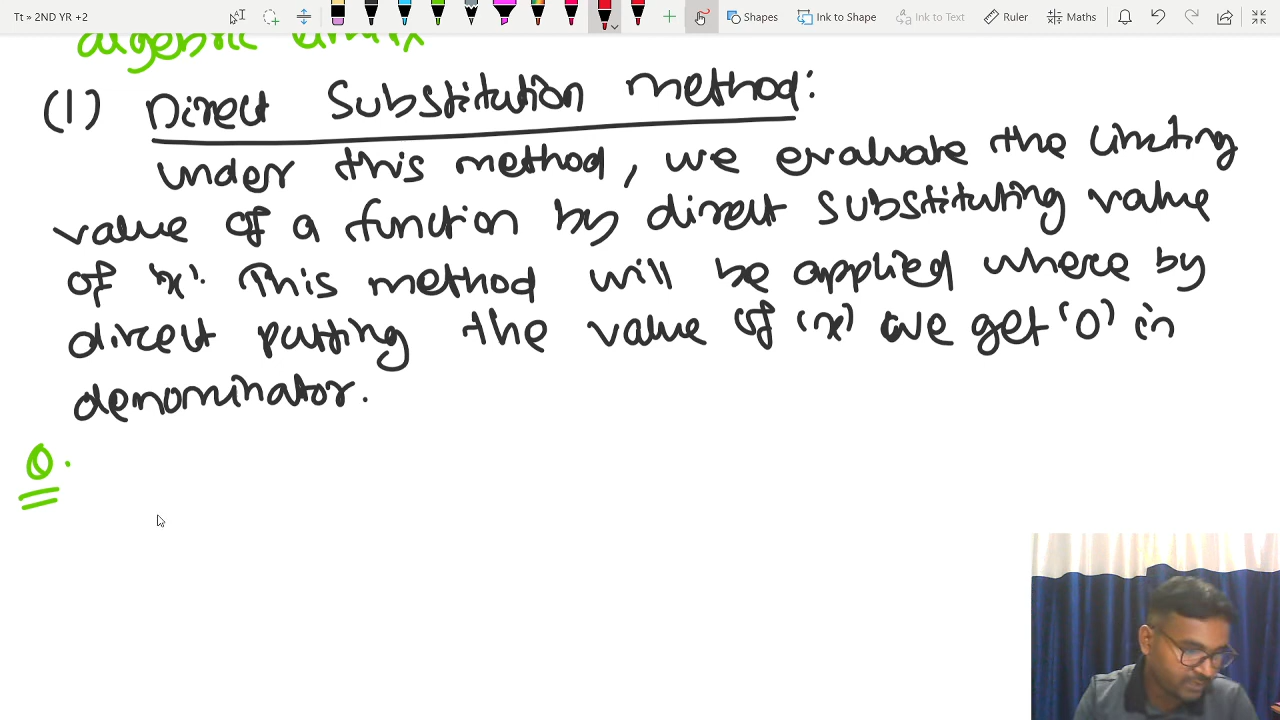 Tt » 2ND YR +2
Shapes
Ink to Shape
Ink to Text
Ruler
Maths
(1) Direct Substitution method:
under this method, we evaluate the limiting
value of a function by direct substituting value
of 'x'. This method will be applied where by
direct putting the value of 'x' we get '0' in
denominator.
Q.